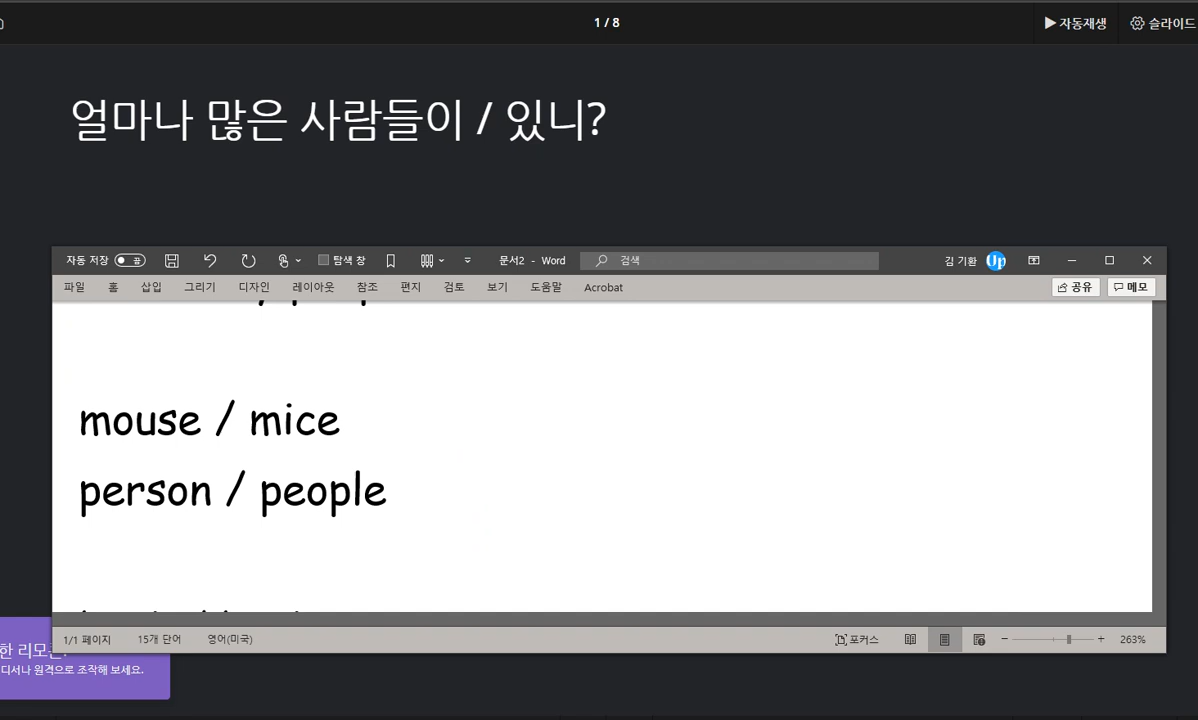 1 / 8
▶ 자동재생
슬라이드
얼마나 많은 사람들이 / 있니?
자동 저장 끔
탐색 창
문서2 - Word
검색
김 기환
Up
파일 홈 삽입 그리기 디자인 레이아웃 참조 편지 검토 보기 도움말 Acrobat
공유 메모
mouse / mice
person / people
한 리모콘!
디서나 원격으로 조작해 보세요.
1/1 페이지 15개 단어 영어(미국)
포커스
263%